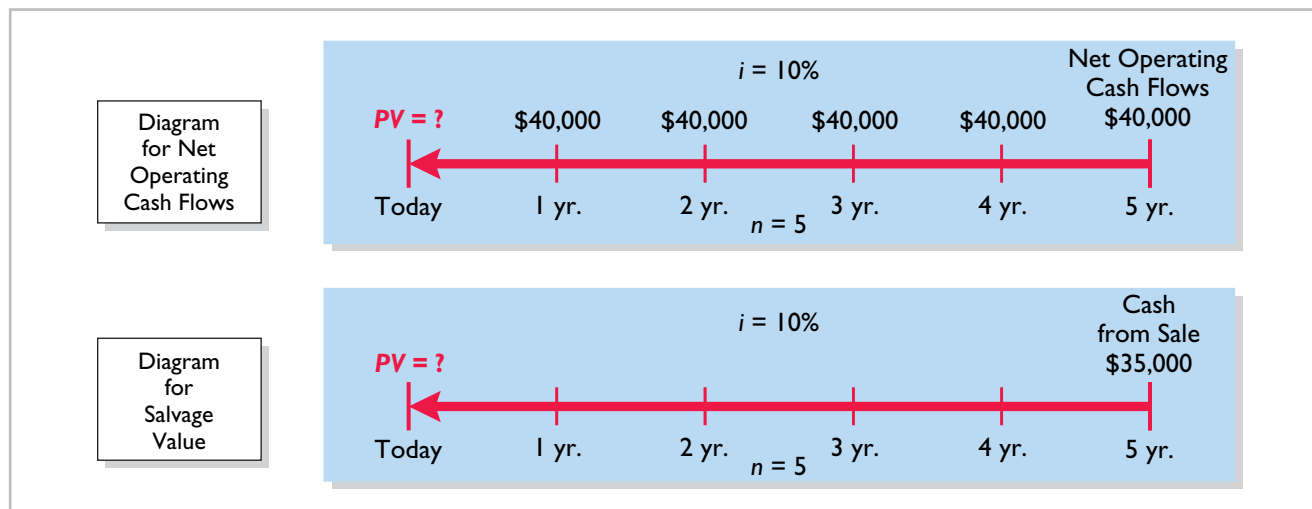 Diagram
for Net
Operating
Cash Flows
i = 10%
Net Operating
Cash Flows
PV = ? $40,000 $40,000 $40,000 $40,000 $40,000
Today 1 yr. 2 yr. 3 yr. 4 yr. 5 yr.
n = 5
Diagram
for
Salvage
Value
i = 10%
Cash
from Sale
PV = ? $35,000
Today 1 yr. 2 yr. 3 yr. 4 yr. 5 yr.
n = 5